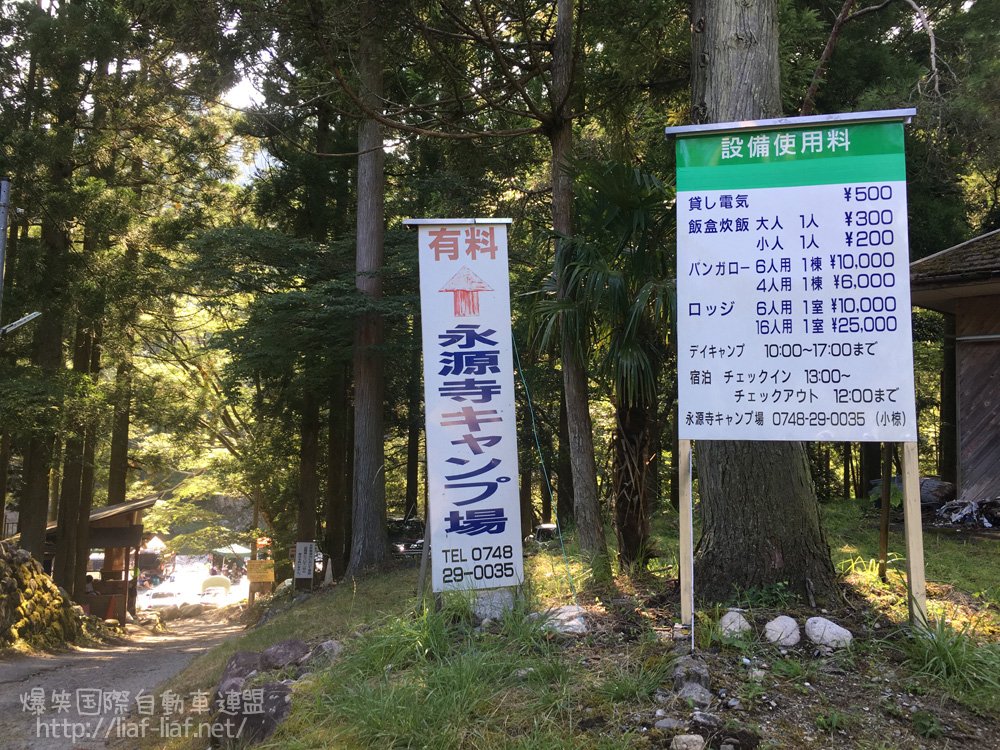 有料
永源寺キャンプ場
TEL 0748
29-0035
設備使用料
貸し電気 ¥500
飯盒炊飯 大人 1人 ¥300
小人 1人 ¥200
バンガロー 6人用 1棟 ¥10,000
4人用 1棟 ¥6,000
ロッジ 6人用 1室 ¥10,000
16人用 1室 ¥25,000
デイキャンプ 10:00~17:00まで
宿泊 チェックイン 13:00~
チェックアウト 12:00まで
永源寺キャンプ場 0748-29-0035 (小椋)
爆笑国際自動車連盟
http://liaf-liaf.net/